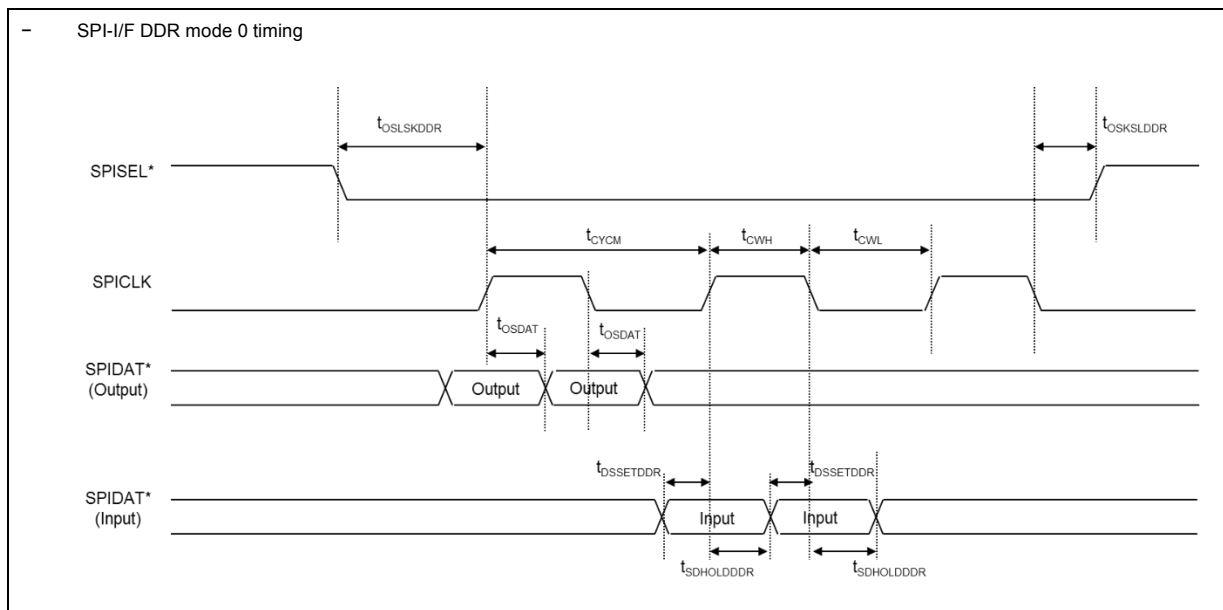 – SPI-I/F DDR mode 0 timing
tOSLSKDDR
tOSKSLDDR
SPISEL*
tCYCM
tCWH
tCWL
SPICLK
tOSDAT
tOSDAT
SPIDAT*
(Output)
Output
Output
tDSSETDDR
tDSSETDDR
SPIDAT*
(Input)
Input
Input
tSDHOLDDDR
tSDHOLDDDR